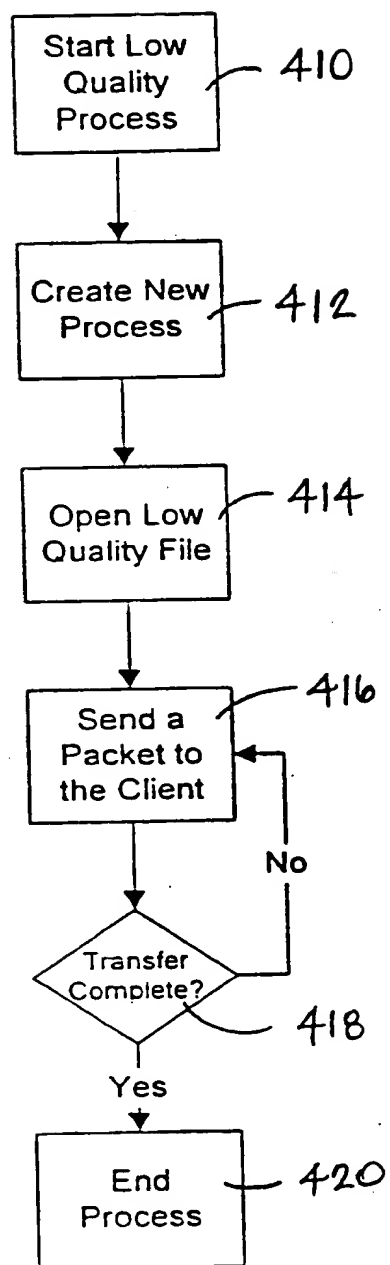 Start Low
Quality
Process
410
Create New
Process
412
Open Low
Quality File
414
Send a
Packet to
the Client
416
No
Transfer
Complete?
418
Yes
End
Process
420